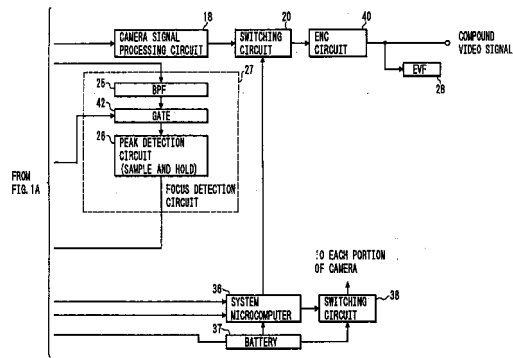 18
20
40
CAMERA SIGNAL
PROCESSING CIRCUIT
SWITCHING
CIRCUIT
ENC
CIRCUIT
COMPOUND
VIDEO SIGNAL
EVF
28
27
25
BPF
42
GATE
26
PEAK DETECTION
CIRCUIT
(SAMPLE AND HOLD)
FROM
FIG.1A
FOCUS DETECTION
CIRCUIT
TO EACH PORTION
OF CAMERA
36
SYSTEM
MICROCOMPUTER
SWITCHING
CIRCUIT
38
37
BATTERY